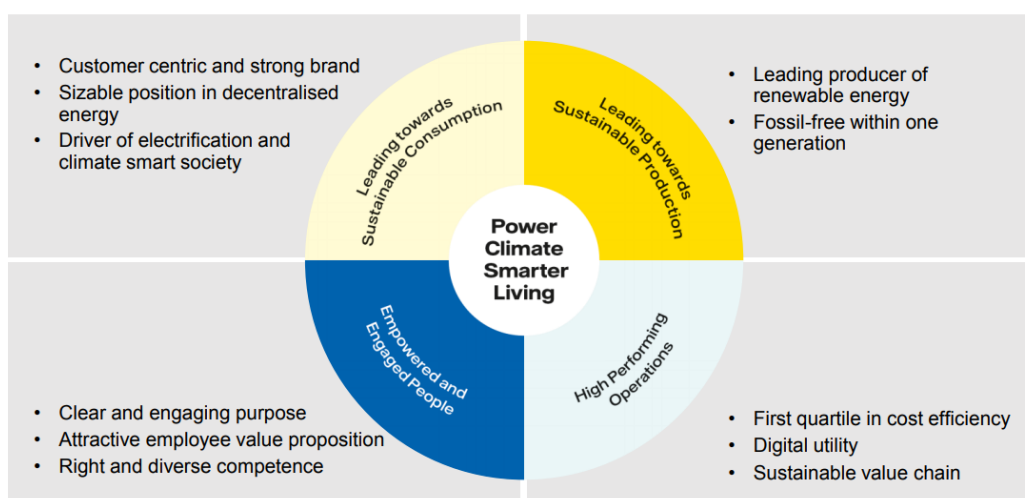 • Customer centric and strong brand
• Sizable position in decentralised
energy
• Driver of electrification and
climate smart society
Leading towards
Sustainable Consumption
Leading towards
Sustainable Production
• Leading producer of
renewable energy
• Fossil-free within one
generation
Power
Climate
Smarter
Living
• Clear and engaging purpose
• Attractive employee value proposition
• Right and diverse competence
Empowered and
Engaged People
High Performing
Operations
• First quartile in cost efficiency
• Digital utility
• Sustainable value chain